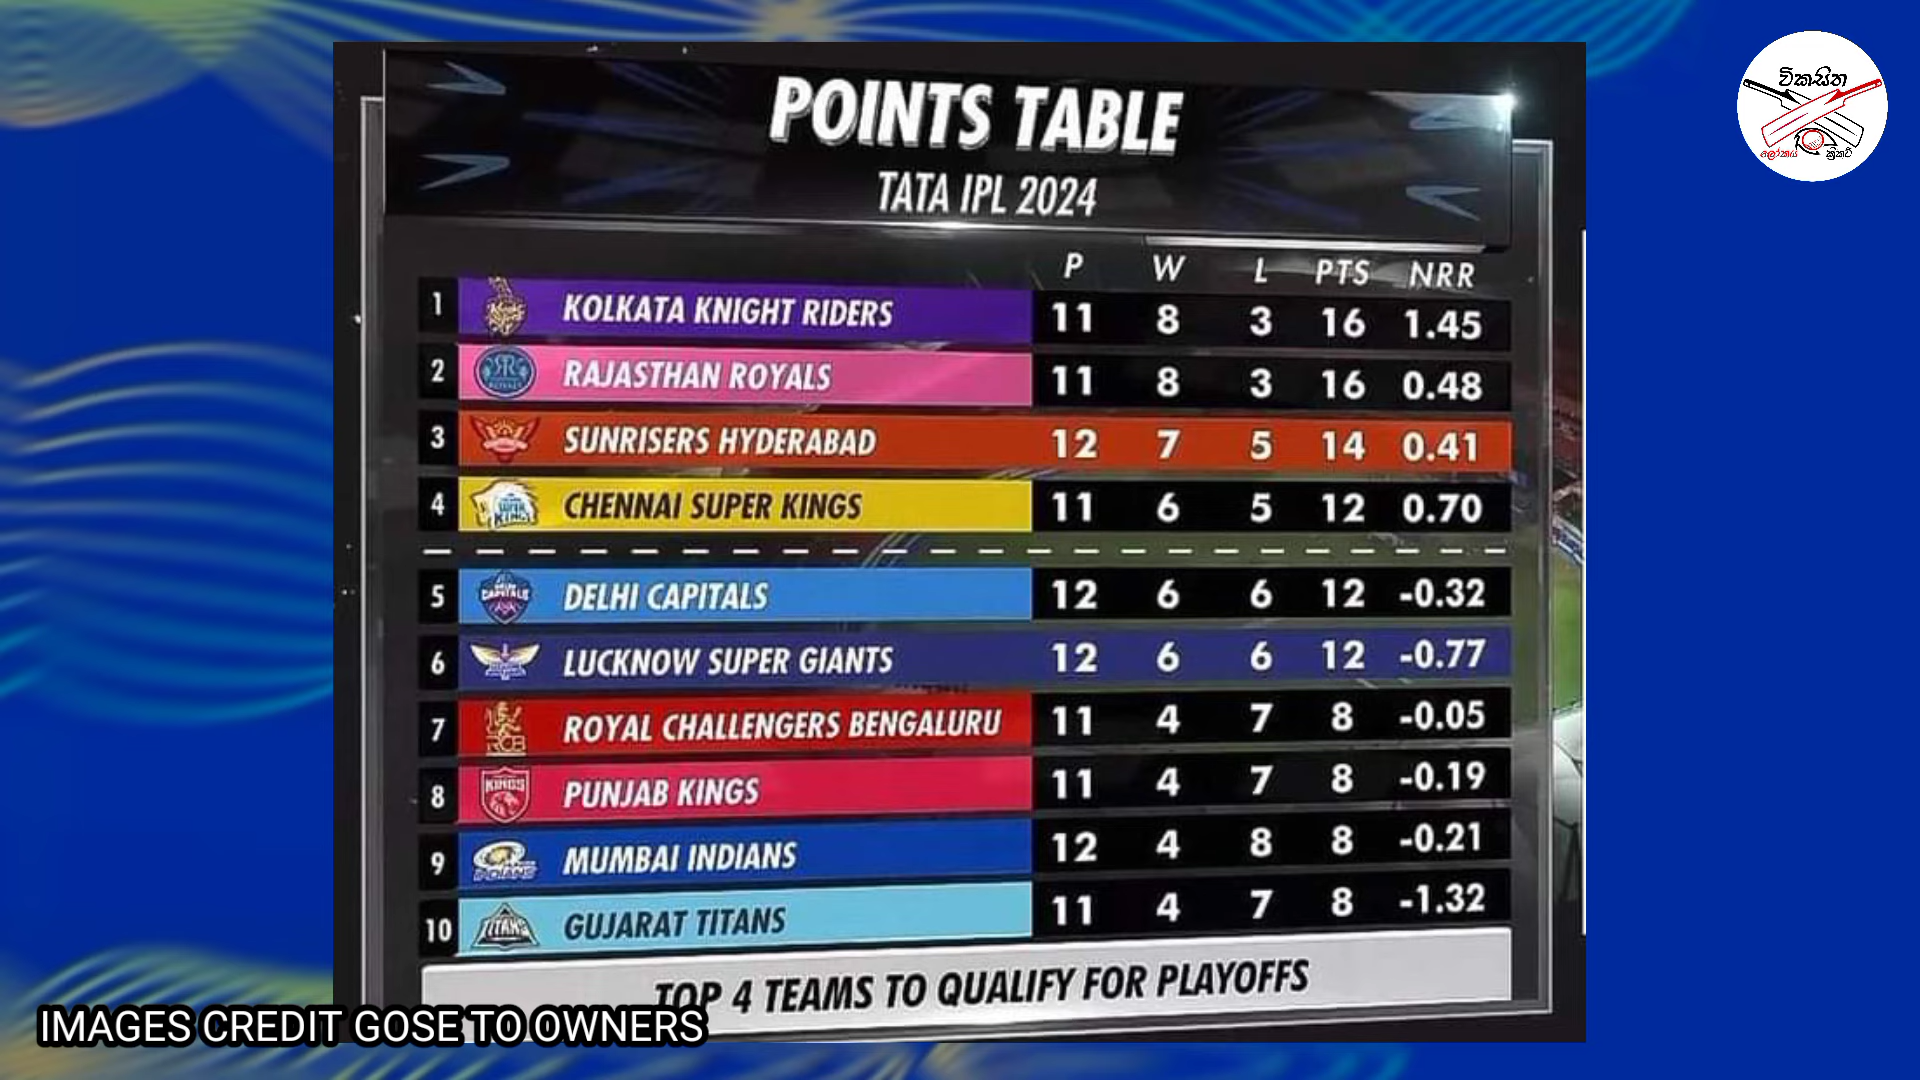 විකසිත
ලෝකය ක්‍රිකට්
POINTS TABLE
TATA IPL 2024
P W L PTS NRR
1 KOLKATA KNIGHT RIDERS 11 8 3 16 1.45
2 RAJASTHAN ROYALS 11 8 3 16 0.48
3 SUNRISERS HYDERABAD 12 7 5 14 0.41
4 CHENNAI SUPER KINGS 11 6 5 12 0.70
5 DELHI CAPITALS 12 6 6 12 -0.32
6 LUCKNOW SUPER GIANTS 12 6 6 12 -0.77
7 ROYAL CHALLENGERS BENGALURU 11 4 7 8 -0.05
8 PUNJAB KINGS 11 4 7 8 -0.19
9 MUMBAI INDIANS 12 4 8 8 -0.21
10 GUJARAT TITANS 11 4 7 8 -1.32
TOP 4 TEAMS TO QUALIFY FOR PLAYOFFS
IMAGES CREDIT GOSE TO OWNERS